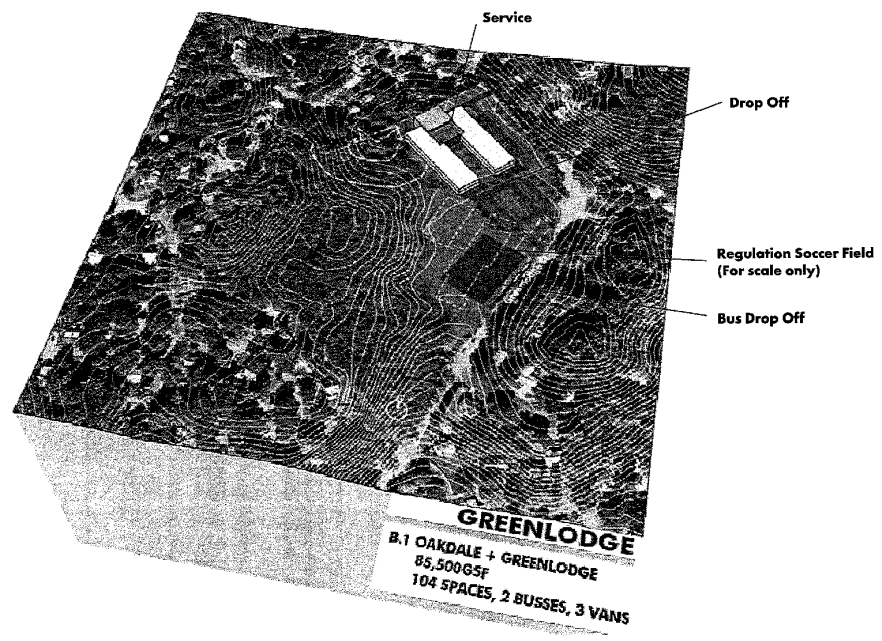 Service
Drop Off
Regulation Soccer Field
(For scale only)
Bus Drop Off
GREENLODGE
B.1 OAKDALE + GREENLODGE
85,500GSF
104 SPACES, 2 BUSSES, 3 VANS